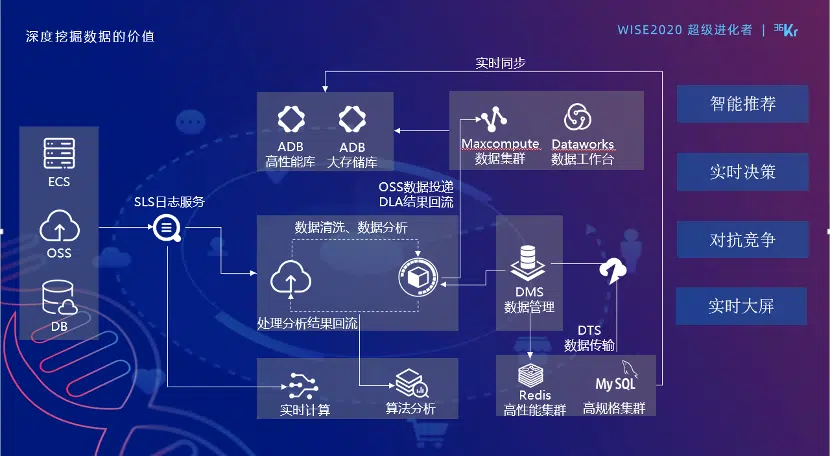 深度挖掘数据的价值
WISE2020 超级进化者 | 36Kr
实时同步
ADB
高性能库
ADB
大存储库
Maxcompute
数据集群
Dataworks
数据工作台
智能推荐
实时决策
对抗竞争
实时大屏
ECS
OSS
DB
SLS日志服务
OSS数据投递
DLA结果回流
数据清洗、数据分析
处理分析结果回流
DMS
数据管理
DTS
数据传输
实时计算
算法分析
Redis
高性能集群
MySQL
高规格集群